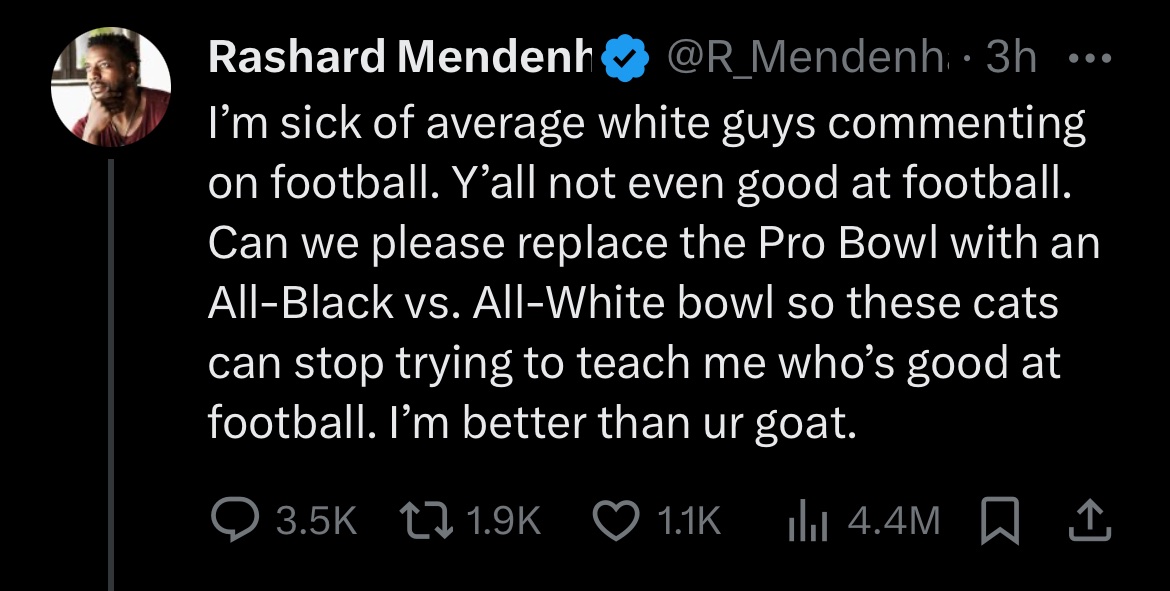 Rashard Mendenh @R_Mendenh · 3h
I’m sick of average white guys commenting
on football. Y’all not even good at football.
Can we please replace the Pro Bowl with an
All-Black vs. All-White bowl so these cats
can stop trying to teach me who’s good at
football. I’m better than ur goat.
3.5K 1.9K 1.1K 4.4M